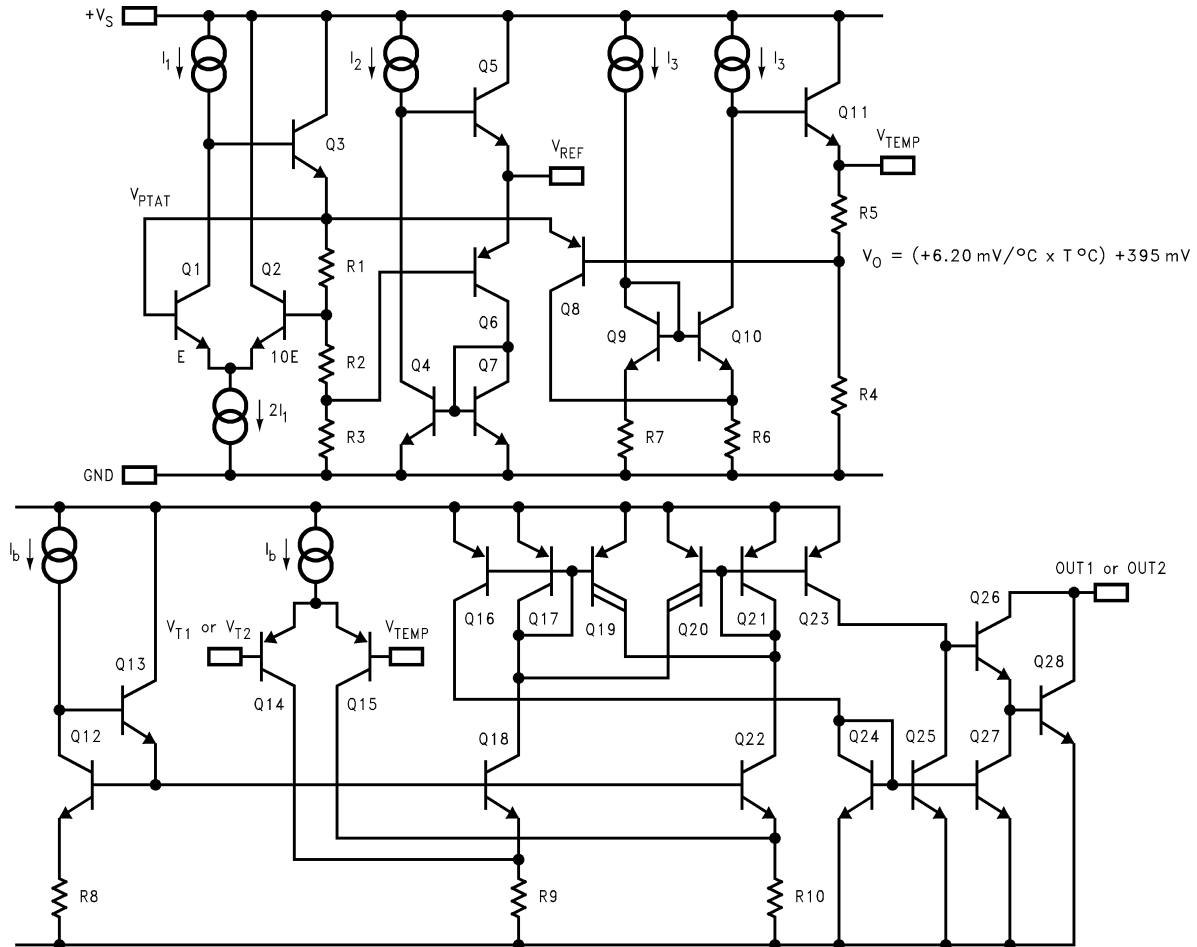 +VS
I1
I2
Q5
I3
I3
Q11
VTEMP
Q3
VREF
VPTAT
R5
Q1
Q2
R1
VO = (+6.20 mV/°C x T °C) +395 mV
Q8
Q6
Q9
Q10
E
10E
R2
Q4
Q7
R4
2I1
R3
R7
R6
GND
Ib
Ib
OUT1 or OUT2
Q26
Q16
Q17
Q19
Q20
Q21
Q23
VT1 or VT2
VTEMP
Q28
Q13
Q14
Q15
Q12
Q18
Q22
Q24
Q25
Q27
R8
R9
R10